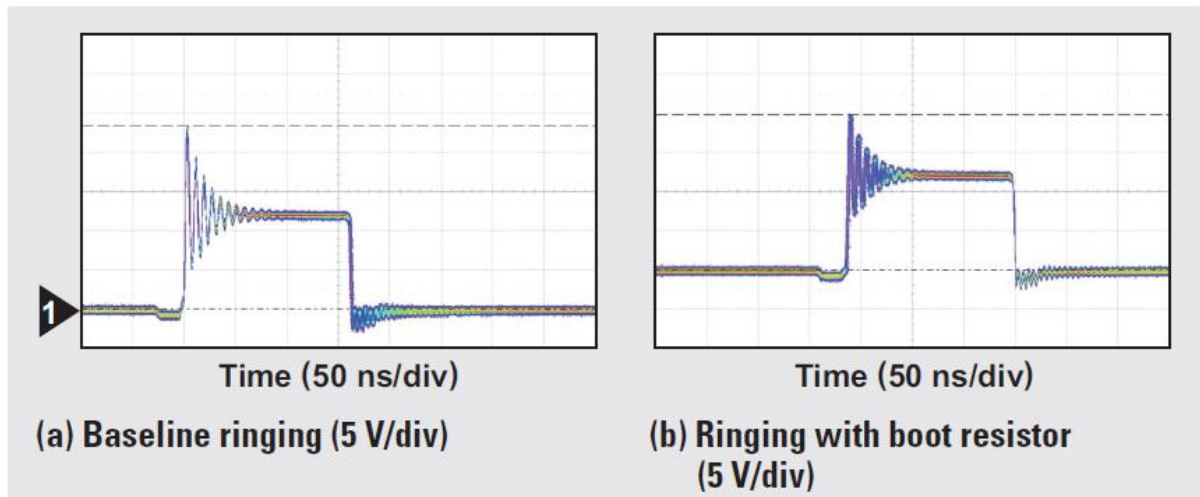 1
Time (50 ns/div)
Time (50 ns/div)
(a) Baseline ringing (5 V/div)
(b) Ringing with boot resistor
(5 V/div)